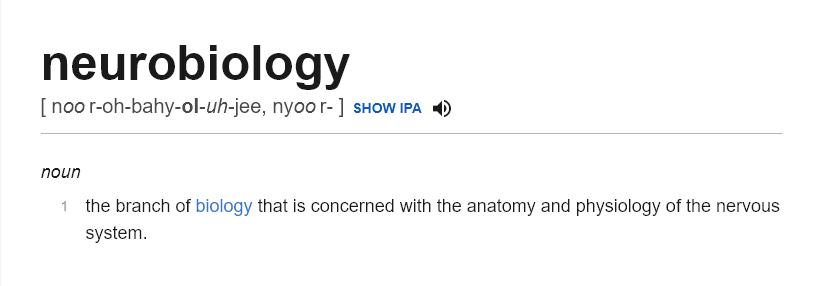 neurobiology
[ noo r-oh-bahy-ol-uh-jee, nyoo r- ] SHOW IPA
noun
1 the branch of biology that is concerned with the anatomy and physiology of the nervous
system.